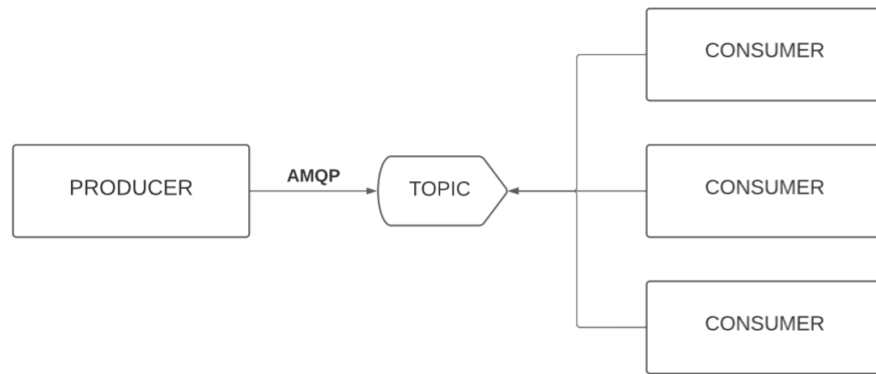 CONSUMER
PRODUCER
AMQP
TOPIC
CONSUMER
CONSUMER